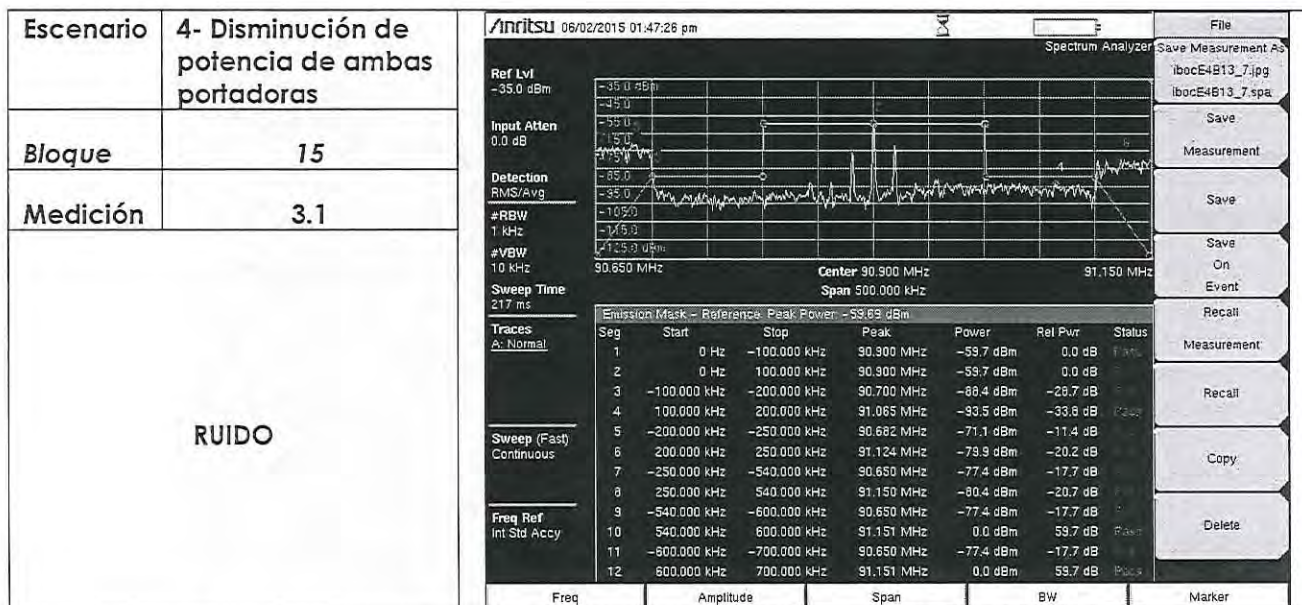 Escenario
4- Disminución de
potencia de ambas
portadoras
Bloque
15
Medición
3.1
RUIDO
Anritsu 06/02/2015 01:47:26 pm
Spectrum Analyzer
Ref Lvl
-35.0 dBm
Input Atten
0.0 dB
Detection
RMS/Avg
#RBW
1 kHz
#VBW
10 kHz
Sweep Time
217 ms
Traces
A: Normal
Sweep (Fast)
Continuous
Freq Ref
Int Std Accy
-35.0 dBm
-45.0
-55.0
-85.0
-95.0
-105.0
-115.0
-125.0 dBm
90.650 MHz
Center 90.900 MHz
91.150 MHz
Span 500.000 kHz
Emission Mask - Reference: Peak Power: -59.69 dBm
Seg Start Stop Peak Power Rel Pwr Status
1 0 Hz -100.000 kHz 90.900 MHz -59.7 dBm 0.0 dB Pass
2 0 Hz 100.000 kHz 90.900 MHz -59.7 dBm 0.0 dB
3 -100.000 kHz -200.000 kHz 90.700 MHz -88.4 dBm -28.7 dB
4 100.000 kHz 200.000 kHz 91.065 MHz -93.5 dBm -33.8 dB Pass
5 -200.000 kHz -250.000 kHz 90.682 MHz -71.1 dBm -11.4 dB
6 200.000 kHz 250.000 kHz 91.124 MHz -79.9 dBm -20.2 dB
7 -250.000 kHz -540.000 kHz 90.650 MHz -77.4 dBm -17.7 dB
8 250.000 kHz 540.000 kHz 91.150 MHz -80.4 dBm -20.7 dB
9 -540.000 kHz -600.000 kHz 90.650 MHz -77.4 dBm -17.7 dB
10 540.000 kHz 600.000 kHz 91.151 MHz 0.0 dBm 59.7 dB Pass
11 -600.000 kHz -700.000 kHz 90.650 MHz -77.4 dBm -17.7 dB
12 600.000 kHz 700.000 kHz 91.151 MHz 0.0 dBm 59.7 dB Pass
File
Save Measurement As
ibocE4B13_7.jpg
ibocE4B13_7.spa
Save
Measurement
Save
Save
On
Event
Recall
Measurement
Recall
Copy
Delete
Freq
Amplitude
Span
BW
Marker